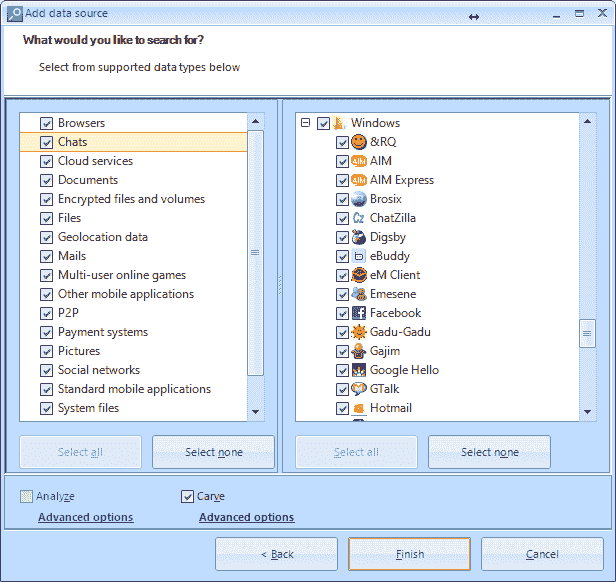 Add data source
What would you like to search for?
Select from supported data types below
Browsers
Chats
Cloud services
Documents
Encrypted files and volumes
Files
Geolocation data
Mails
Multi-user online games
Other mobile applications
P2P
Payment systems
Pictures
Social networks
Standard mobile applications
System files
Select all
Select none
Windows
&RQ
AIM
AIM Express
Brosix
ChatZilla
Digsby
eBuddy
eM Client
Emesene
Facebook
Gadu-Gadu
Gajim
Google Hello
GTalk
Hotmail
Select all
Select none
Analyze
Carve
Advanced options
Advanced options
< Back
Finish
Cancel